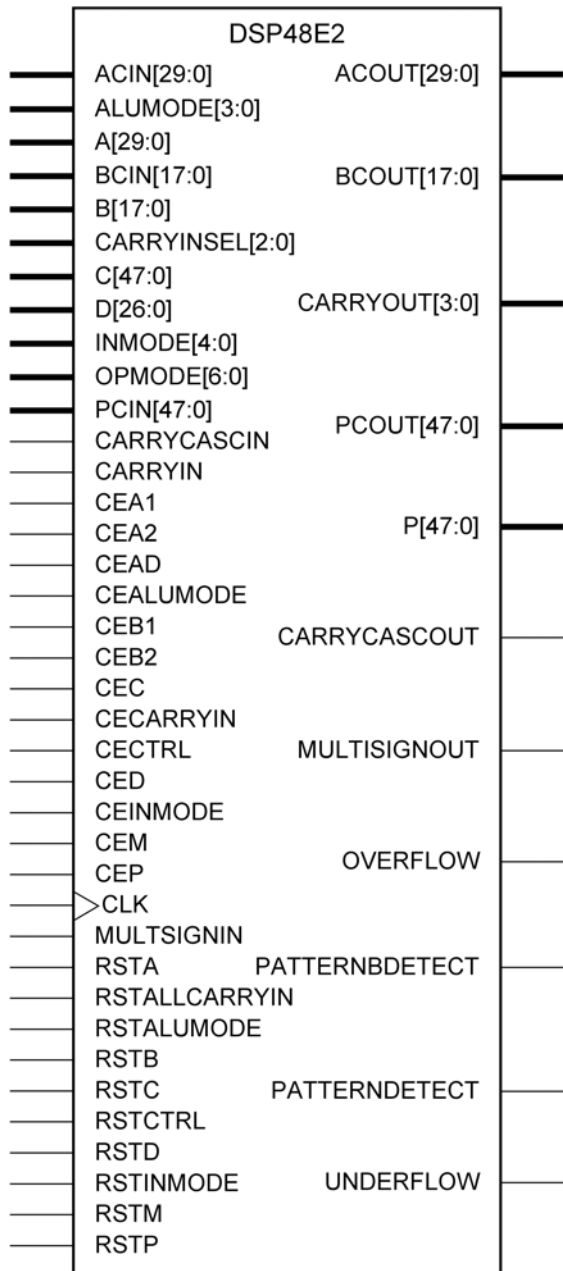 DSP48E2
ACIN[29:0] ACOUT[29:0]
ALUMODE[3:0]
A[29:0]
BCIN[17:0] BCOUT[17:0]
B[17:0]
CARRYINSEL[2:0]
C[47:0]
D[26:0] CARRYOUT[3:0]
INMODE[4:0]
OPMODE[6:0]
PCIN[47:0] PCOUT[47:0]
CARRYCASCIN
CARRYIN
CEA1
CEA2 P[47:0]
CEAD
CEALUMODE
CEB1
CEB2 CARRYCASCOUT
CEC
CECARRYIN
CECTRL MULTISIGNOUT
CED
CEINMODE
CEM
CEP OVERFLOW
CLK
MULTSIGNIN
RSTA PATTERNBDETECT
RSTALLCARRYIN
RSTALUMODE
RSTB
RSTC PATTERNDETECT
RSTCTRL
RSTD
RSTINMODE UNDERFLOW
RSTM
RSTP